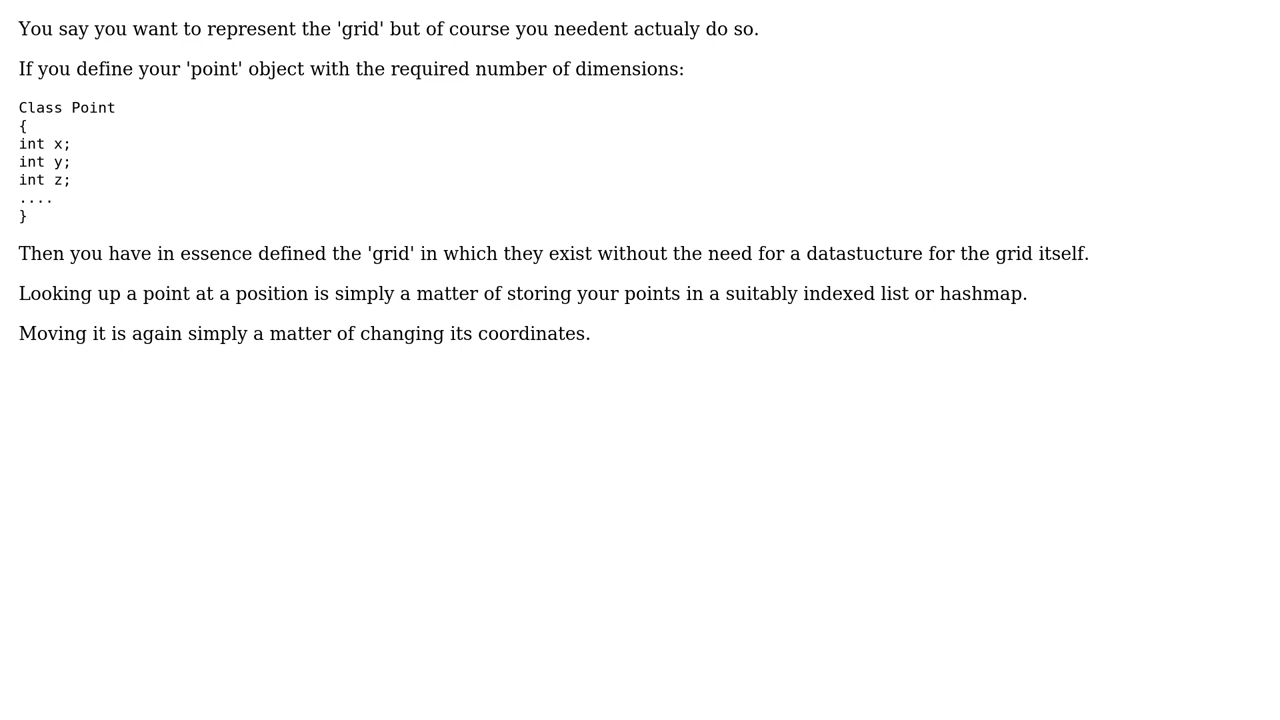 You say you want to represent the 'grid' but of course you needent actualy do so.
If you define your 'point' object with the required number of dimensions:
Class Point
{
int x;
int y;
int z;
....
}
Then you have in essence defined the 'grid' in which they exist without the need for a datastucture for the grid itself.
Looking up a point at a position is simply a matter of storing your points in a suitably indexed list or hashmap.
Moving it is again simply a matter of changing its coordinates.